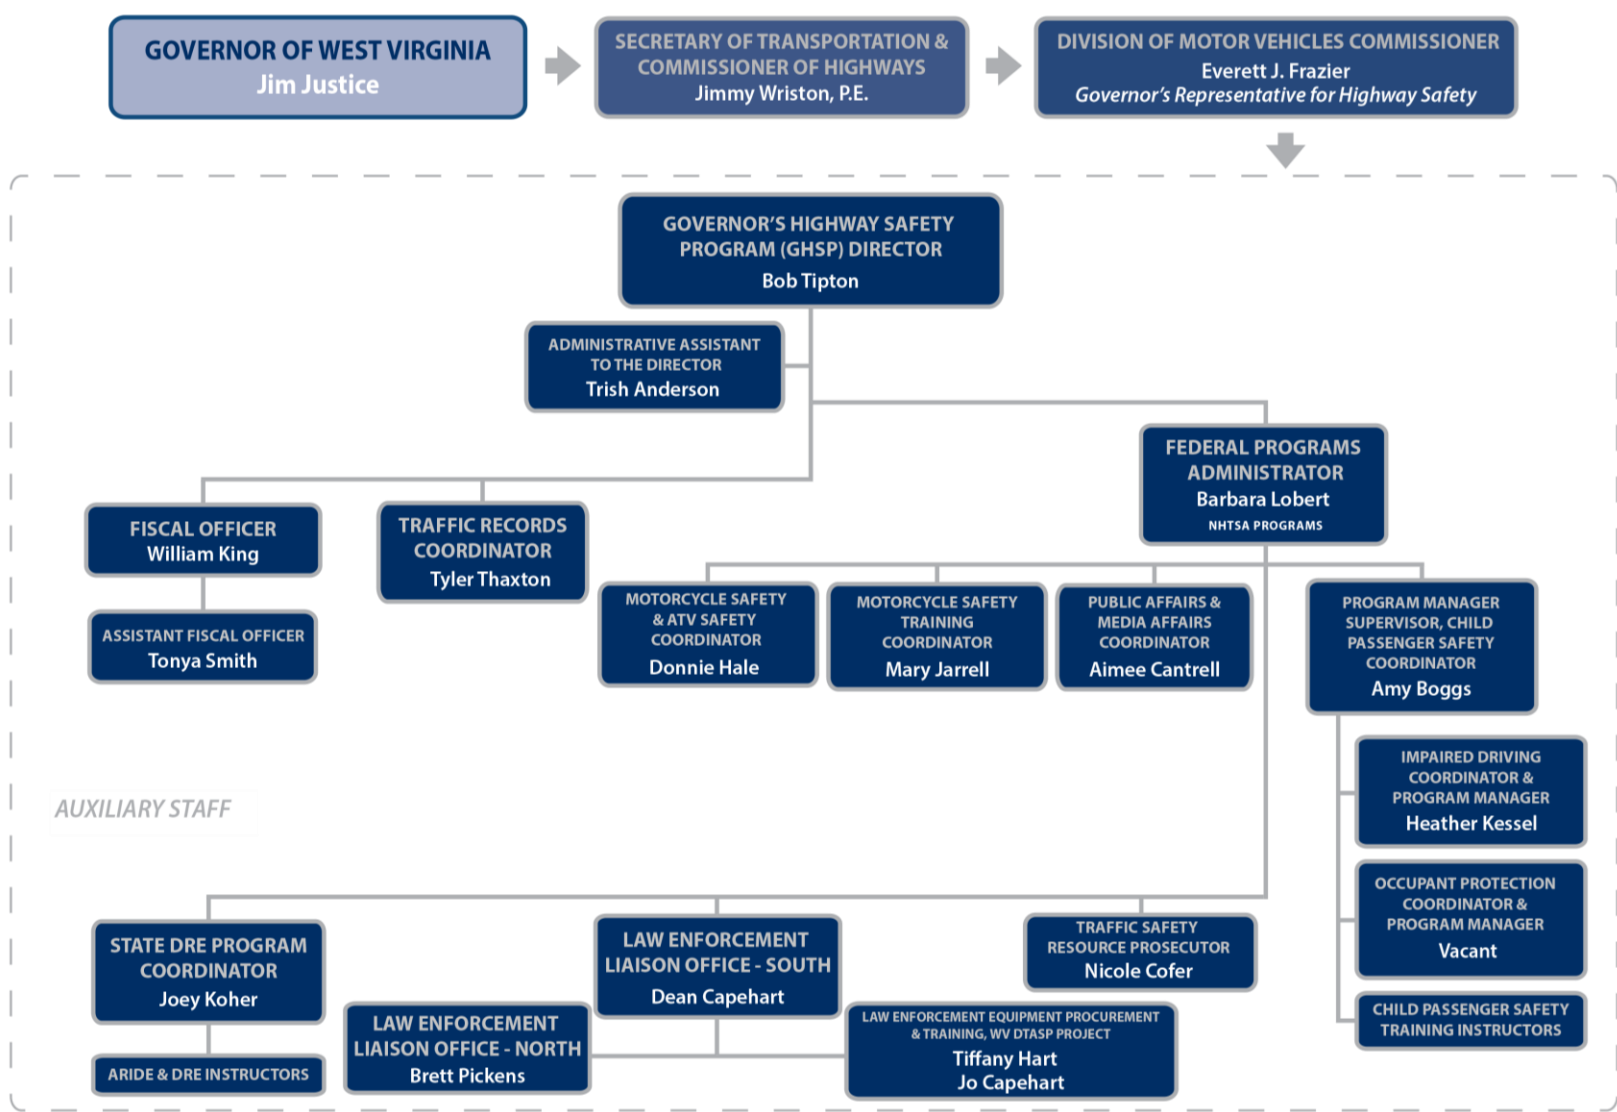 GOVERNOR OF WEST VIRGINIA
Jim Justice
SECRETARY OF TRANSPORTATION &
COMMISSIONER OF HIGHWAYS
Jimmy Wriston, P.E.
DIVISION OF MOTOR VEHICLES COMMISSIONER
Everett J. Frazier
Governor's Representative for Highway Safety
GOVERNOR'S HIGHWAY SAFETY
PROGRAM (GHSP) DIRECTOR
Bob Tipton
ADMINISTRATIVE ASSISTANT
TO THE DIRECTOR
Trish Anderson
FEDERAL PROGRAMS
ADMINISTRATOR
Barbara Lobert
NHTSA PROGRAMS
FISCAL OFFICER
William King
TRAFFIC RECORDS
COORDINATOR
Tyler Thaxton
ASSISTANT FISCAL OFFICER
Tonya Smith
MOTORCYCLE SAFETY
& ATV SAFETY
COORDINATOR
Donnie Hale
MOTORCYCLE SAFETY
TRAINING
COORDINATOR
Mary Jarrell
PUBLIC AFFAIRS &
MEDIA AFFAIRS
COORDINATOR
Aimee Cantrell
PROGRAM MANAGER
SUPERVISOR, CHILD
PASSENGER SAFETY
COORDINATOR
Amy Boggs
IMPAIRED DRIVING
COORDINATOR &
PROGRAM MANAGER
Heather Kessel
OCCUPANT PROTECTION
COORDINATOR &
PROGRAM MANAGER
Vacant
CHILD PASSENGER SAFETY
TRAINING INSTRUCTORS
AUXILIARY STAFF
STATE DRE PROGRAM
COORDINATOR
Joey Koher
ARIDE & DRE INSTRUCTORS
LAW ENFORCEMENT
LIAISON OFFICE - SOUTH
Dean Capehart
LAW ENFORCEMENT
LIAISON OFFICE - NORTH
Brett Pickens
LAW ENFORCEMENT EQUIPMENT PROCUREMENT
& TRAINING, WV DTASP PROJECT
Tiffany Hart
Jo Capehart
TRAFFIC SAFETY
RESOURCE PROSECUTOR
Nicole Cofer